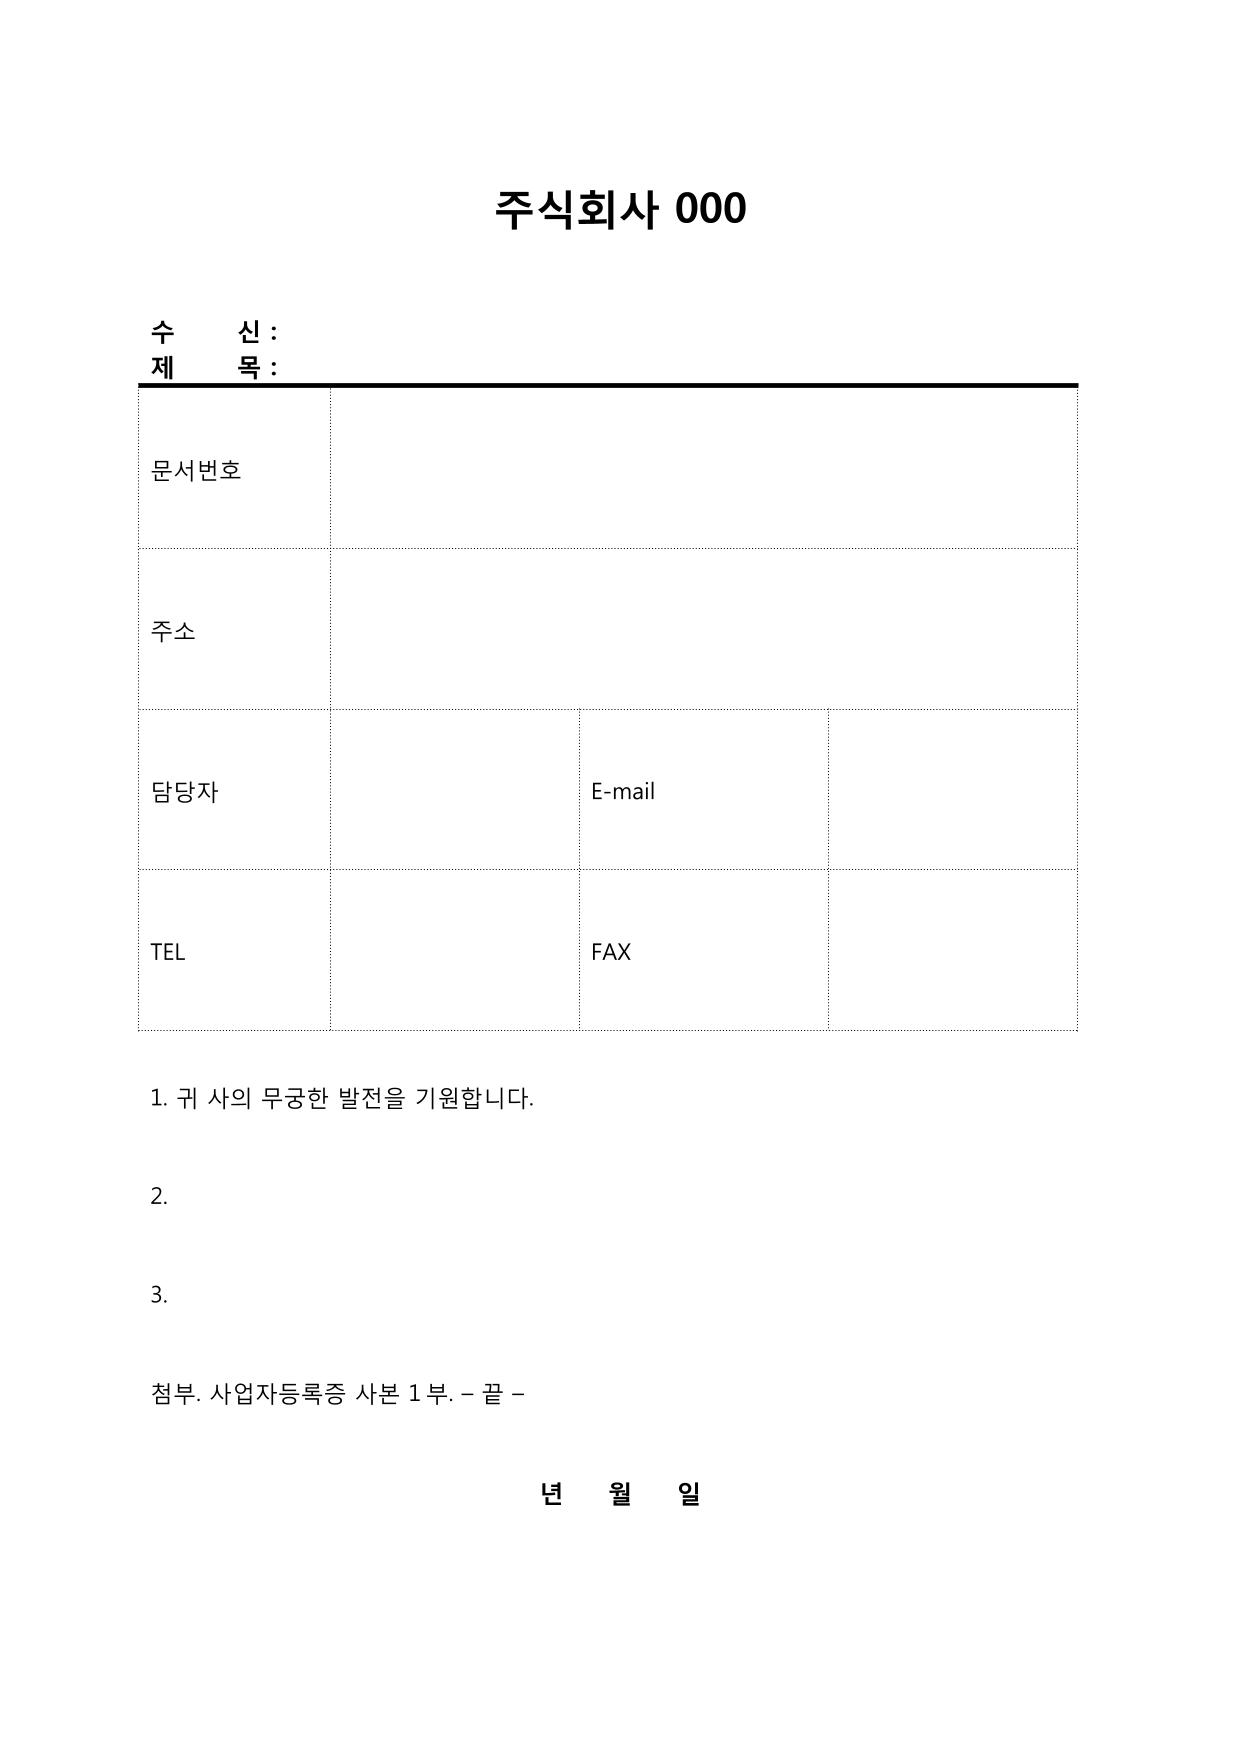 주식회사 000
수 신 :
제 목 :
문서번호
주소
담당자 E-mail
TEL FAX
1. 귀 사의 무궁한 발전을 기원합니다.
2.
3.
첨부. 사업자등록증 사본 1부. – 끝 –
년 월 일